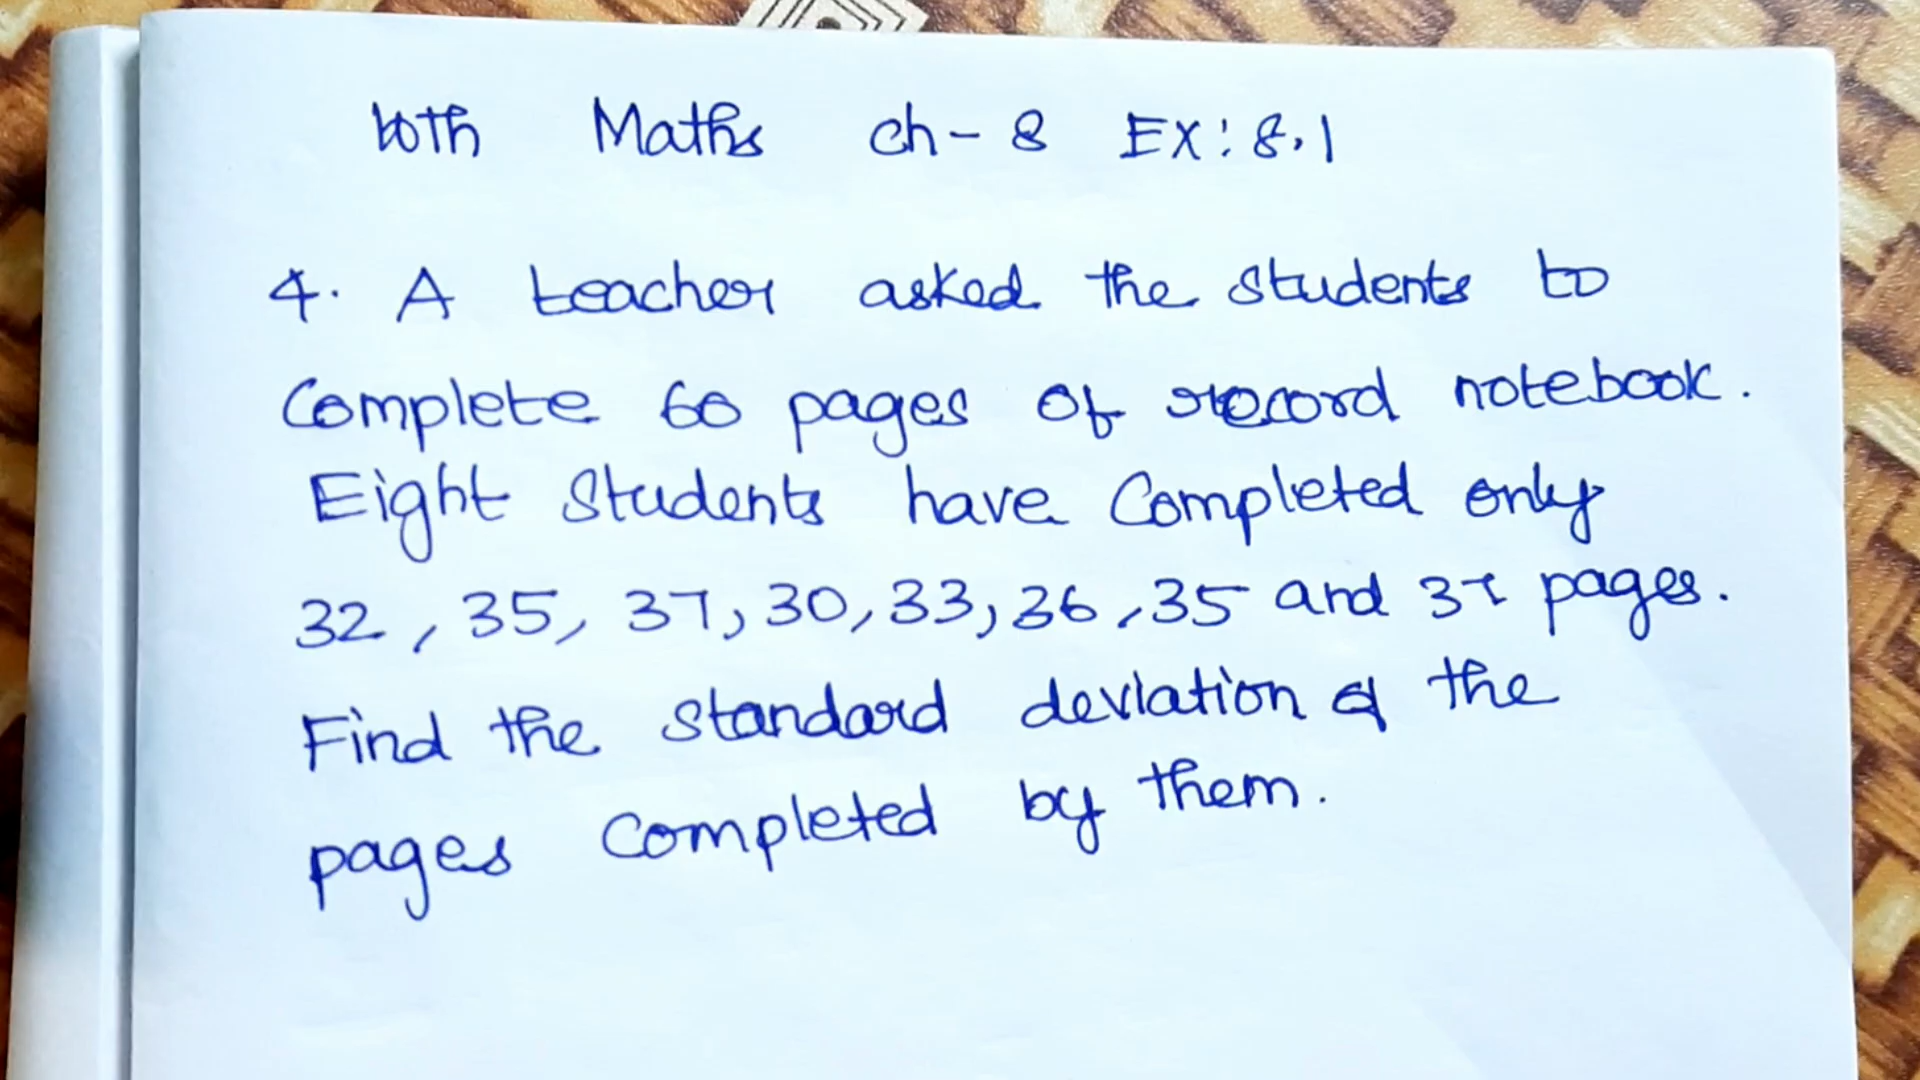 10th Maths ch - 8 EX: 8.1
4. A teacher asked the students to
Complete 60 pages of record notebook.
Eight students have Completed only
32, 35, 37, 30, 33, 36, 35 and 37 pages.
Find the standard deviation of the
pages completed by them.